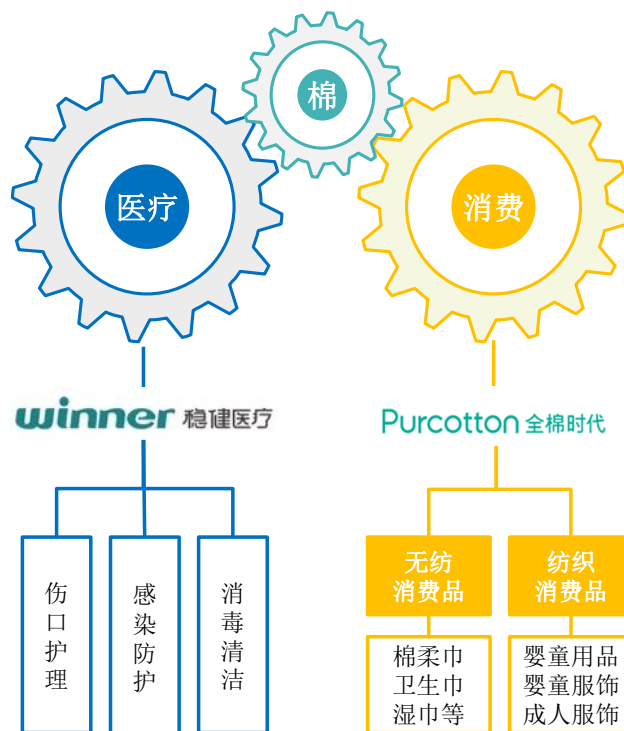 棉
医疗
消费
winner 稳健医疗
Purcotton 全棉时代
伤口护理
感染防护
消毒清洁
无纺
消费品
纺织
消费品
棉柔巾
卫生巾
湿巾等
婴童用品
婴童服饰
成人服饰